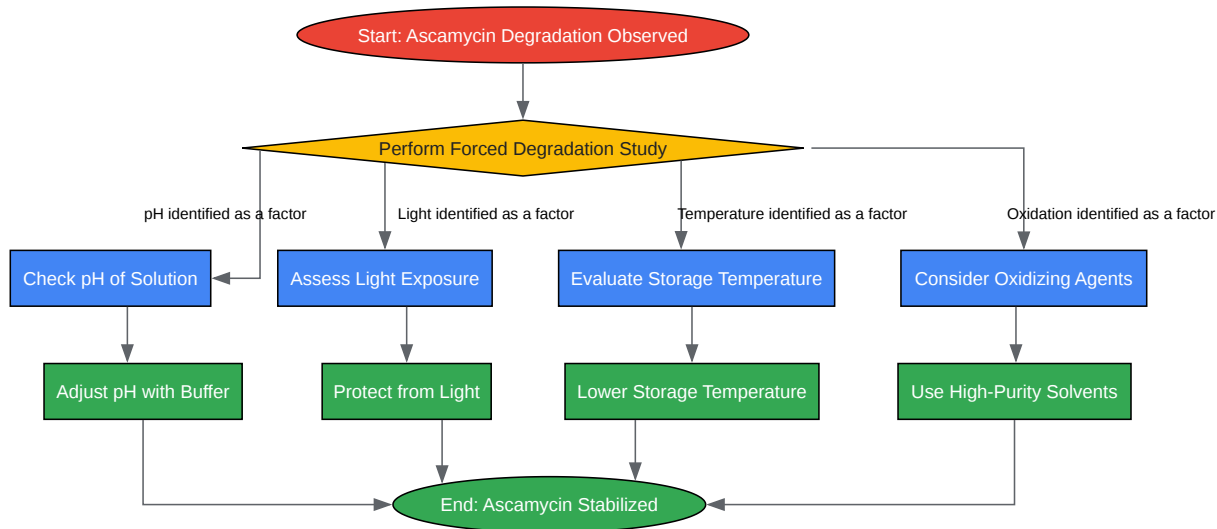 Start: Ascamycin Degradation Observed
Perform Forced Degradation Study
pH identified as a factor
Light identified as a factor
Temperature identified as a factor
Oxidation identified as a factor
Check pH of Solution
Assess Light Exposure
Evaluate Storage Temperature
Consider Oxidizing Agents
Adjust pH with Buffer
Protect from Light
Lower Storage Temperature
Use High-Purity Solvents
End: Ascamycin Stabilized